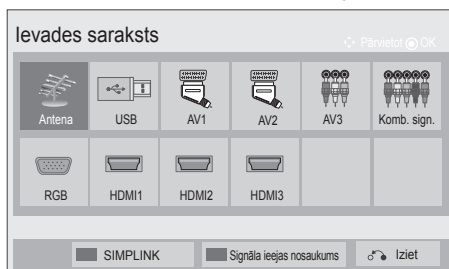 Ievades saraksts
Pārvietot OK
Antena USB AV1 AV2 AV3 Komb. sign.
RGB HDMI1 HDMI2 HDMI3
SIMPLINK Signāla ieejas nosaukums Iziet